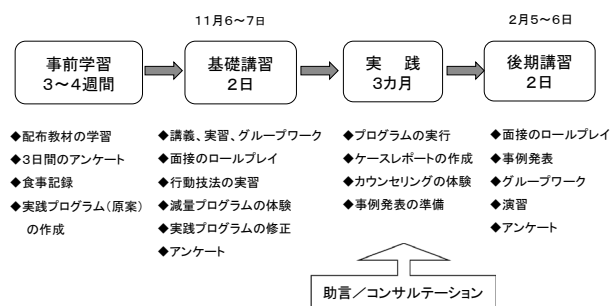 11月6～7日
2月5～6日
事前学習
3～4週間
基礎講習
2日
実　践
3カ月
後期講習
2日
◆配布教材の学習
◆3日間のアンケート
◆食事記録
◆実践プログラム（原案）
の作成
◆講義、実習、グループワーク
◆面接のロールプレイ
◆行動技法の実習
◆減量プログラムの体験
◆実践プログラムの修正
◆アンケート
◆プログラムの実行
◆ケースレポートの作成
◆カウンセリングの体験
◆事例発表の準備
◆面接のロールプレイ
◆事例発表
◆グループワーク
◆演習
◆アンケート
助言／コンサルテーション